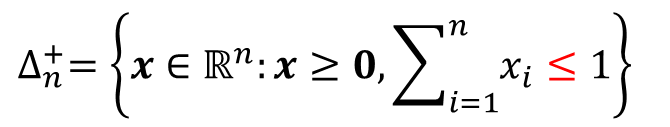 Δₙ⁺= {𝒙 ∈ ℝⁿ: 𝒙 ≥ 𝟎, ∑ᵢ₌₁ⁿ xᵢ ≤ 1}